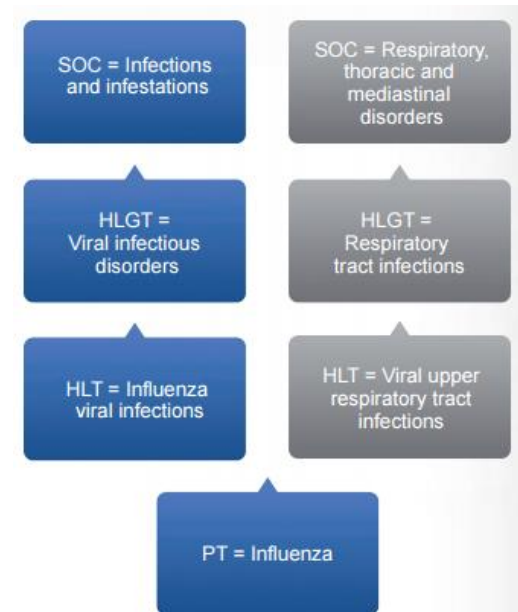 SOC = Infections
and infestations
SOC = Respiratory,
thoracic and
mediastinal
disorders
HLGT =
Viral infectious
disorders
HLGT =
Respiratory
tract infections
HLT = Influenza
viral infections
HLT = Viral upper
respiratory tract
infections
PT = Influenza